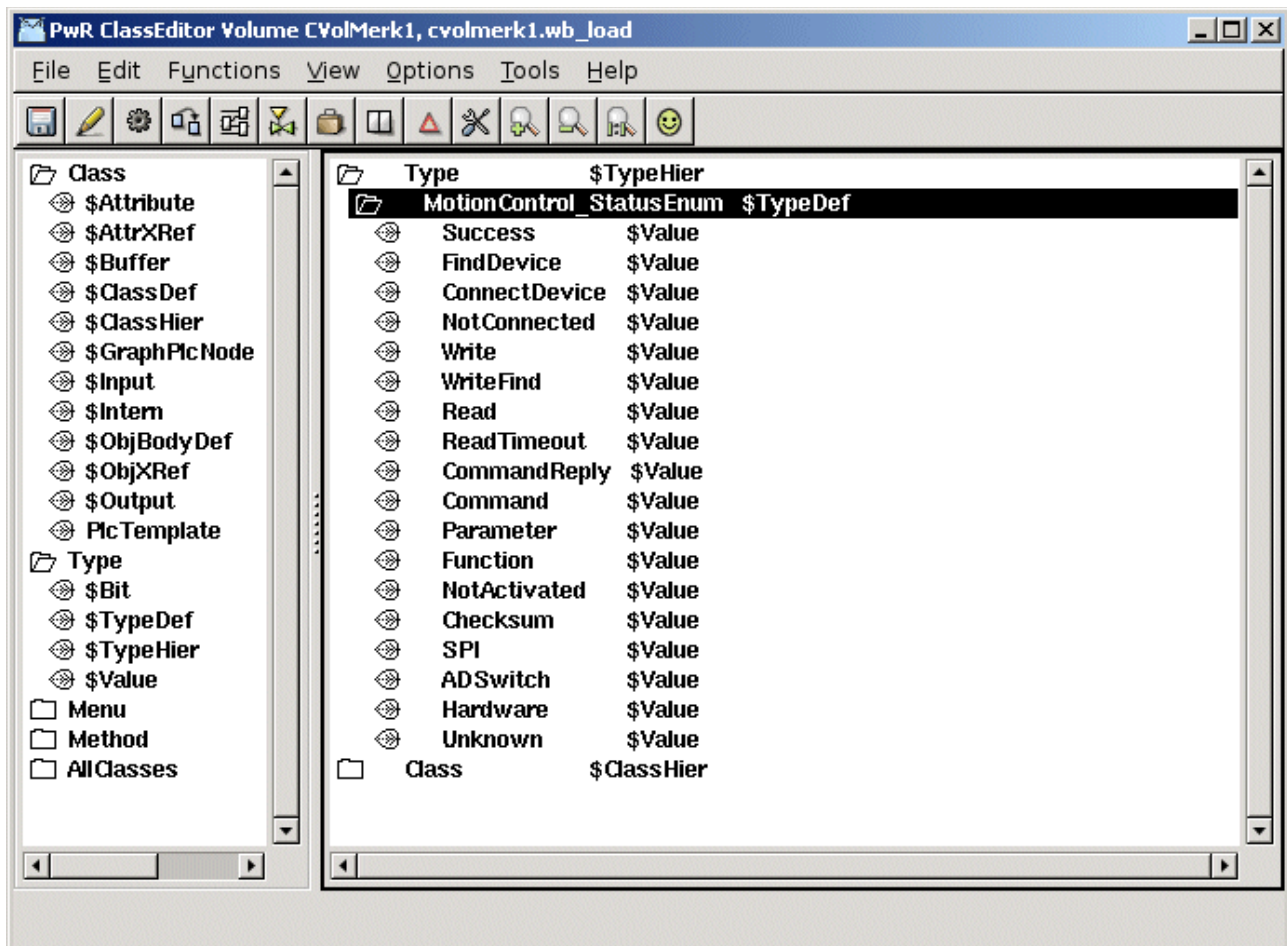 PwR ClassEditor Volume CVolMerk1, cvolmerk1.wb_load
File Edit Functions View Options Tools Help
Class
$Attribute
$AttrXRef
$Buffer
$ClassDef
$ClassHier
$GraphPlcNode
$Input
$Intern
$ObjBodyDef
$ObjXRef
$Output
PlcTemplate
Type
$Bit
$TypeDef
$TypeHier
$Value
Menu
Method
AllClasses
Type $TypeHier
MotionControl_StatusEnum $TypeDef
Success $Value
FindDevice $Value
ConnectDevice $Value
NotConnected $Value
Write $Value
WriteFind $Value
Read $Value
ReadTimeout $Value
CommandReply $Value
Command $Value
Parameter $Value
Function $Value
NotActivated $Value
Checksum $Value
SPI $Value
ADSwitch $Value
Hardware $Value
Unknown $Value
Class $ClassHier